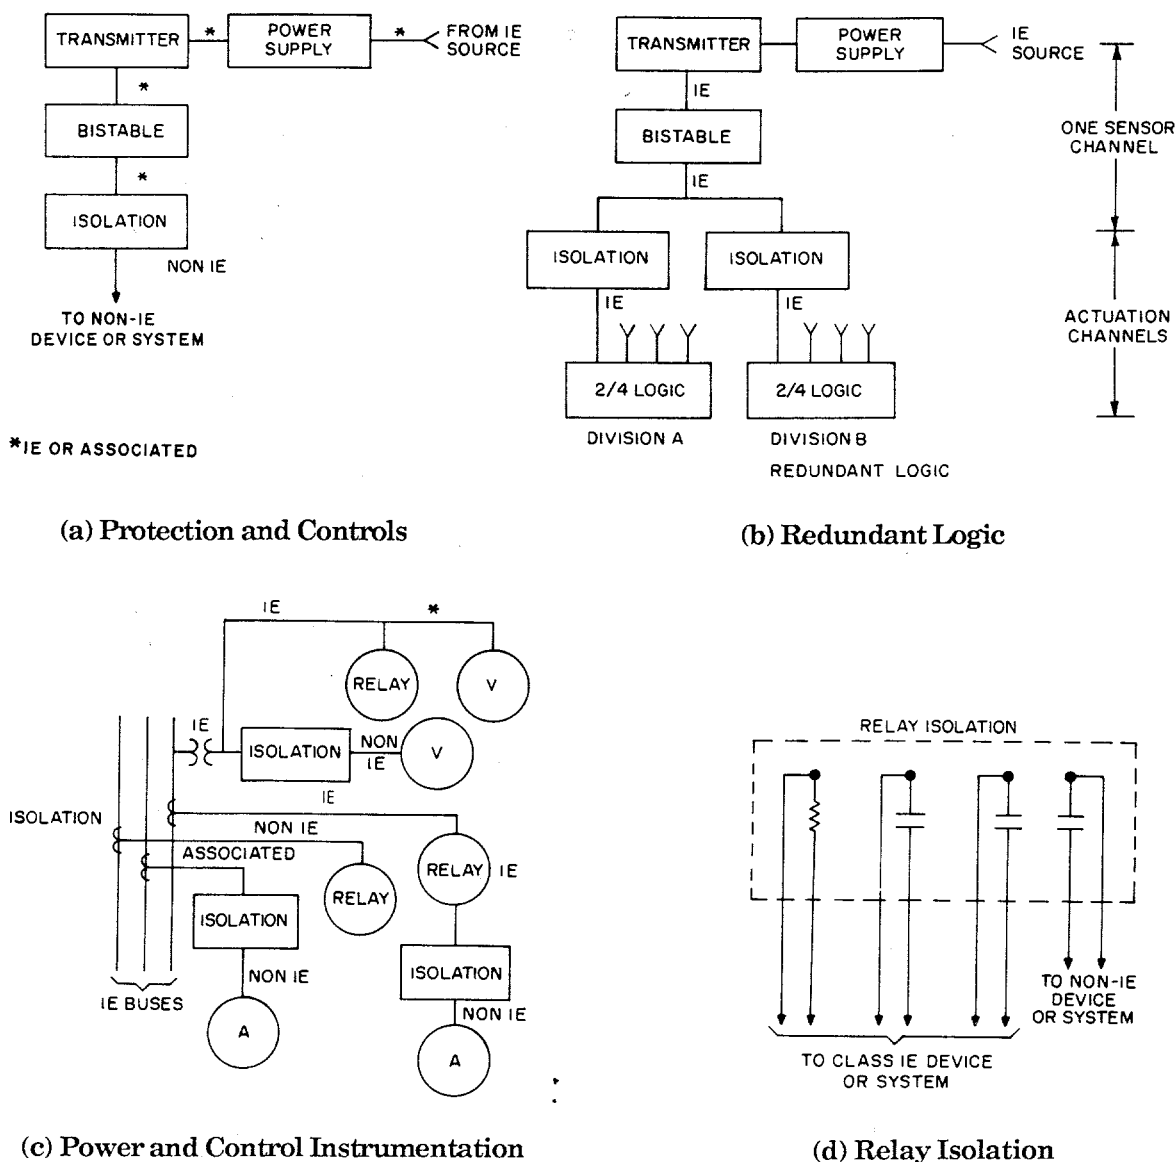 TRANSMITTER
*
POWER
SUPPLY
*
FROM IE
SOURCE
*
BISTABLE
*
ISOLATION
NON IE
TO NON-IE
DEVICE OR SYSTEM
*IE OR ASSOCIATED
(a) Protection and Controls
TRANSMITTER
POWER
SUPPLY
IE
SOURCE
IE
BISTABLE
IE
ONE SENSOR
CHANNEL
ISOLATION
ISOLATION
IE
IE
ACTUATION
CHANNELS
2/4 LOGIC
2/4 LOGIC
DIVISION A
DIVISION B
REDUNDANT LOGIC
(b) Redundant Logic
IE
*
RELAY
V
IE
ISOLATION
NON
IE
V
IE
ISOLATION
NON IE
ASSOCIATED
RELAY
IE
RELAY
ISOLATION
ISOLATION
NON IE
IE BUSES
NON IE
A
A
(c) Power and Control Instrumentation
RELAY ISOLATION
TO NON-IE
DEVICE
OR SYSTEM
TO CLASS IE DEVICE
OR SYSTEM
(d) Relay Isolation